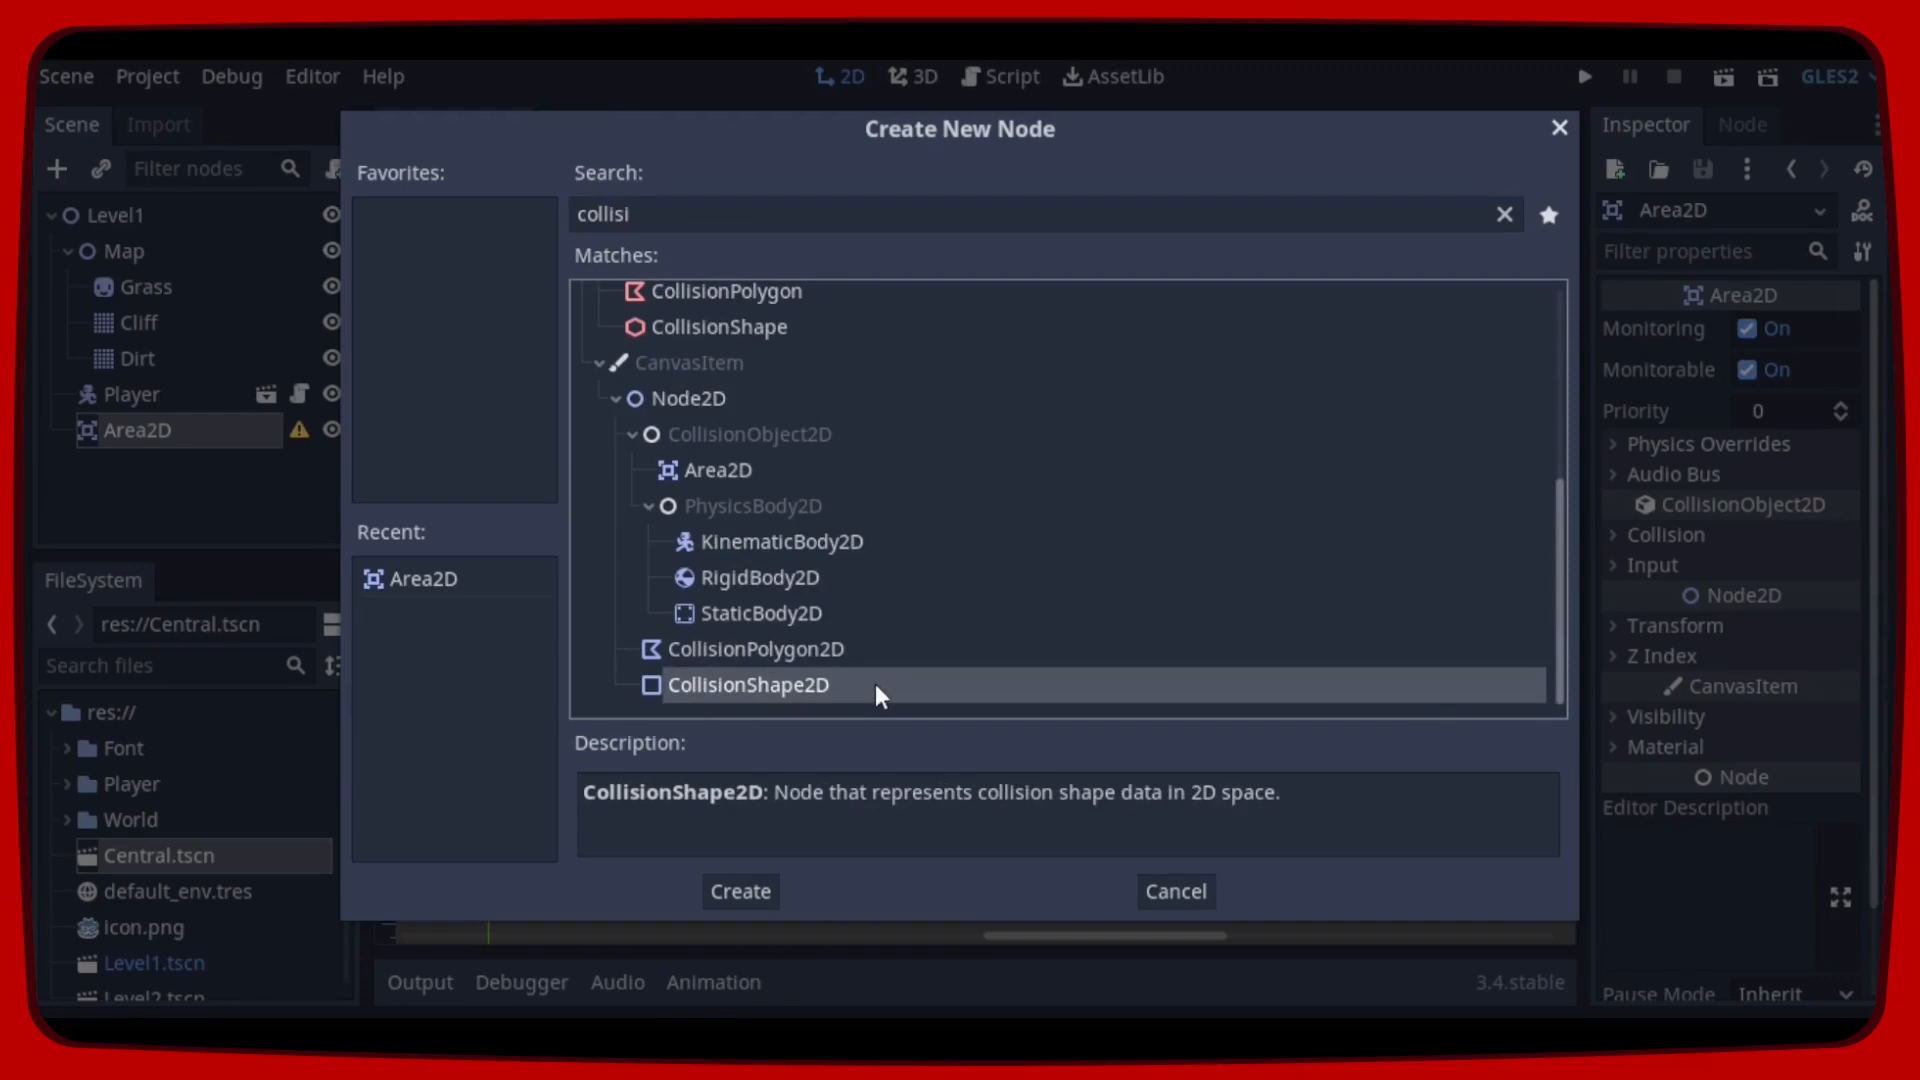 Scene Project Debug Editor Help 2D 3D Script AssetLib GLES2
Scene Import
Filter nodes
Level1
Map
Grass
Cliff
Dirt
Player
Area2D
FileSystem
res://Central.tscn
Search files
res://
Font
Player
World
Central.tscn
default_env.tres
icon.png
Level1.tscn
Level2.tscn
Create New Node
Favorites:
Recent:
Area2D
Search:
collisi
Matches:
CollisionPolygon
CollisionShape
CanvasItem
Node2D
CollisionObject2D
Area2D
PhysicsBody2D
KinematicBody2D
RigidBody2D
StaticBody2D
CollisionPolygon2D
CollisionShape2D
Description:
CollisionShape2D: Node that represents collision shape data in 2D space.
Create Cancel
Output Debugger Audio Animation 3.4.stable
Inspector Node
Area2D
DOC
Filter properties
Area2D
Monitoring On
Monitorable On
Priority 0
Physics Overrides
Audio Bus
CollisionObject2D
Collision
Input
Node2D
Transform
Z Index
CanvasItem
Visibility
Material
Node
Editor Description
Pause Mode Inherit